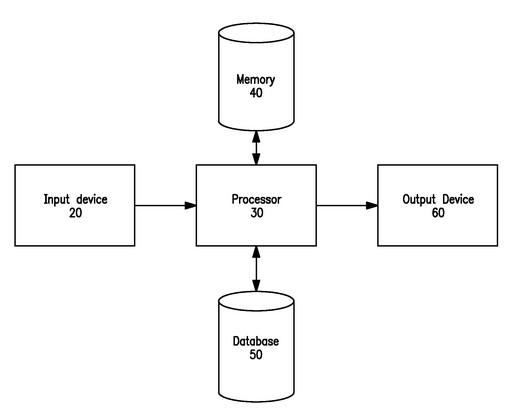 Memory
40
Input device
20
Processor
30
Output Device
60
Database
50